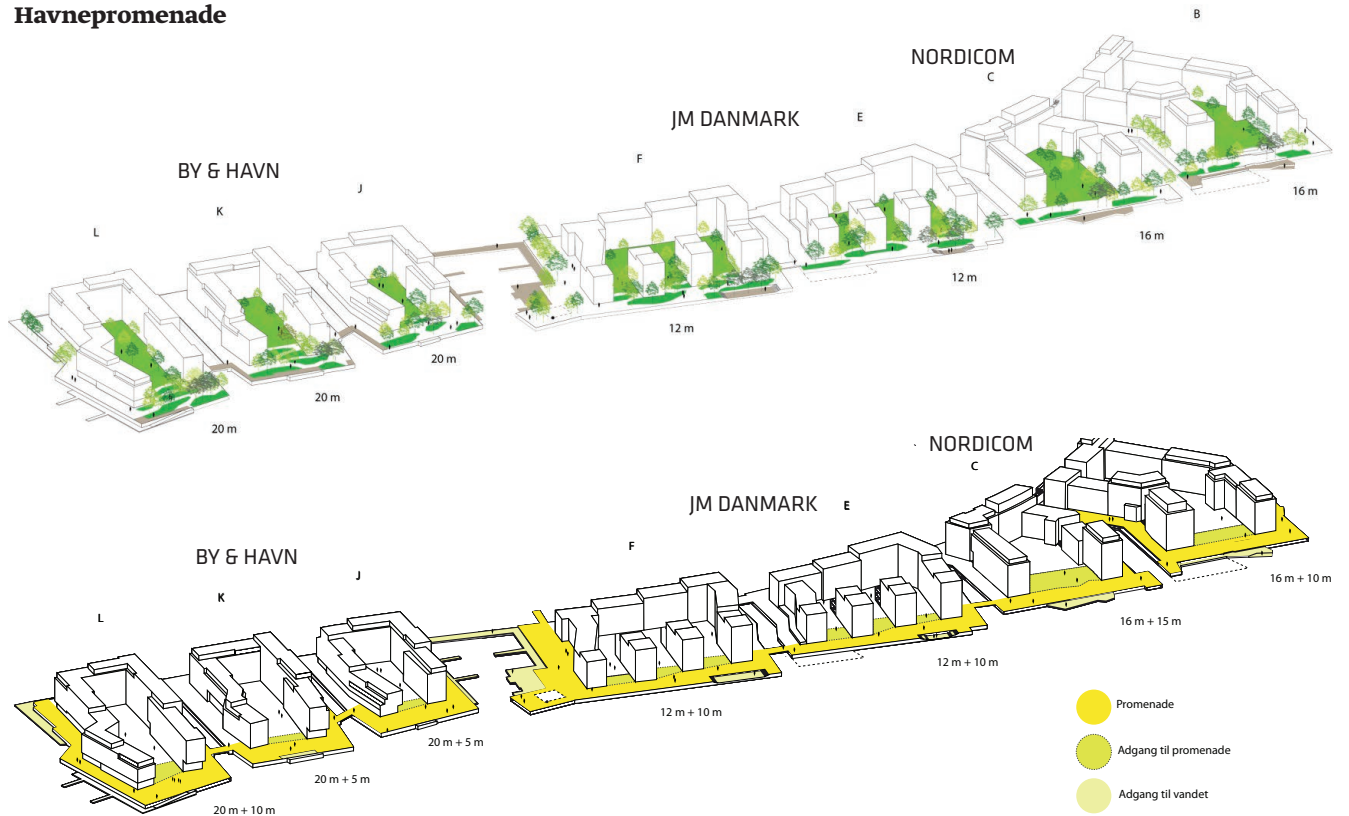 Havnepromenade
B
NORDICOM
C
JM DANMARK
E
F
BY & HAVN
J
K
L
16 m
16 m
12 m
12 m
20 m
20 m
20 m
NORDICOM
C
JM DANMARK
E
F
BY & HAVN
J
K
L
16 m + 10 m
16 m + 15 m
12 m + 10 m
12 m + 10 m
20 m + 5 m
20 m + 5 m
20 m + 10 m
Promenade
Adgang til promenade
Adgang til vandet